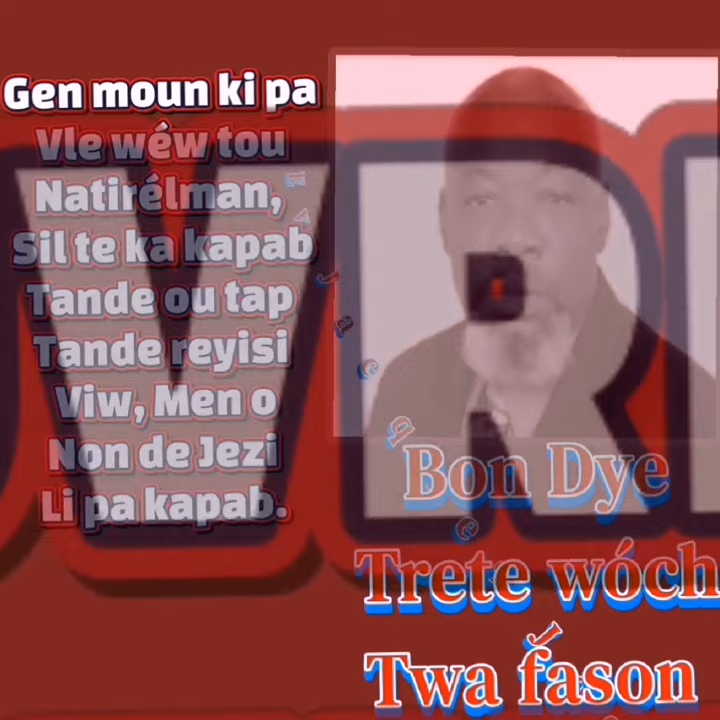 Gen moun ki pa
Vle wéw tou
Natirélman,
Sil te ka kapab
Tande ou tap
Tande reyisi
Viw, Men o
Non de Jezi
Li pa kapab.
Bon Dye
Trete wóch
Twa fason